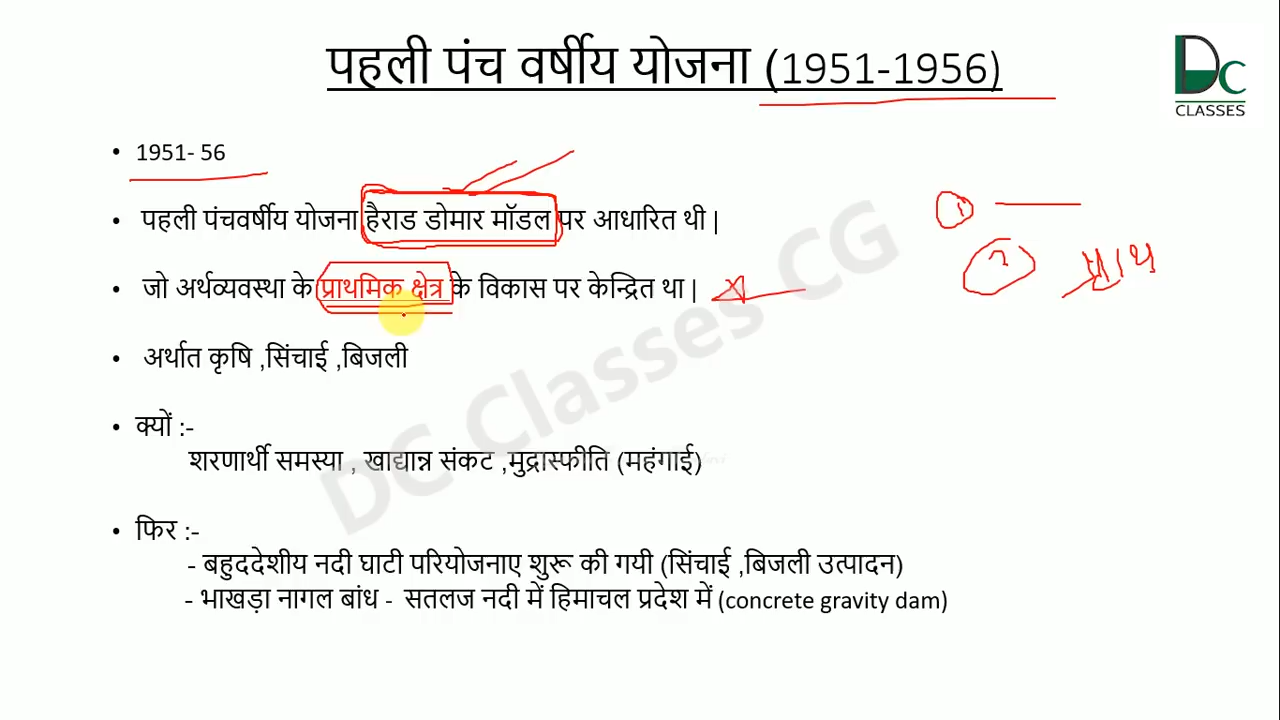 पहली पंच वर्षीय योजना (1951-1956)
DC
CLASSES
• 1951- 56
• पहली पंचवर्षीय योजना हैराड डोमार मॉडल पर आधारित थी |
• जो अर्थव्यवस्था के प्राथमिक क्षेत्र के विकास पर केन्द्रित था |
• अर्थात कृषि ,सिंचाई ,बिजली
• क्यों :-
शरणार्थी समस्या , खाद्यान्न संकट ,मुद्रास्फीति (महंगाई)
• फिर :-
- बहुददेशीय नदी घाटी परियोजनाए शुरू की गयी (सिंचाई ,बिजली उत्पादन)
- भाखड़ा नागल बांध - सतलज नदी में हिमाचल प्रदेश में (concrete gravity dam)
DC Classes CG